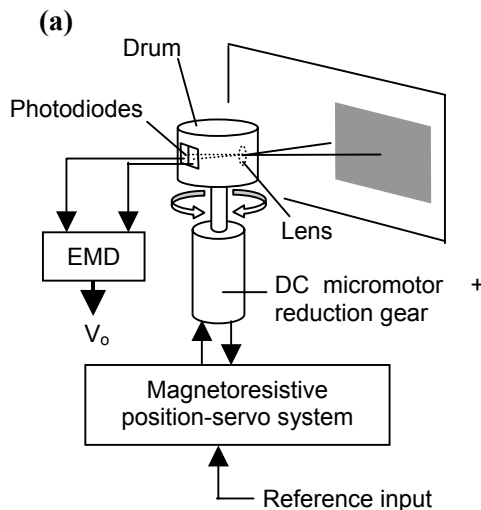 (a)
Drum
Photodiodes
Lens
EMD
DC micromotor +
reduction gear
Vo
Magnetoresistive
position-servo system
Reference input